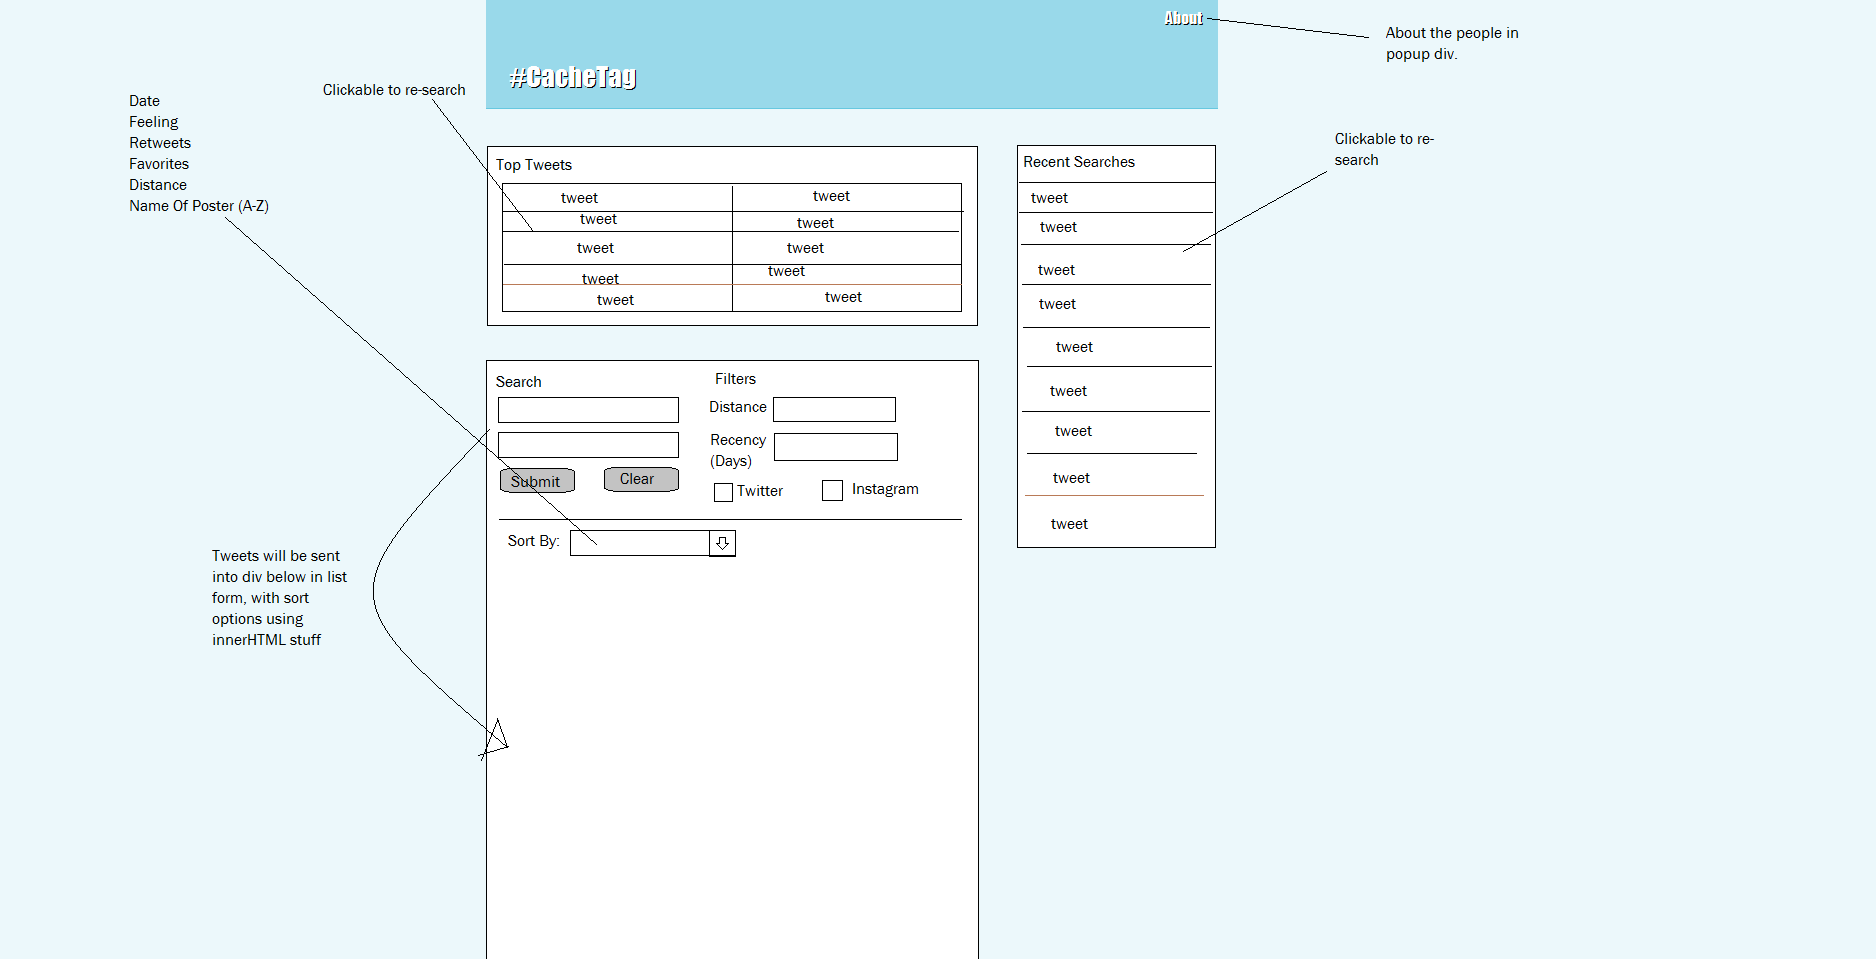 About
#CacheTag
About the people in
popup div.
Clickable to re-search
Date
Feeling
Retweets
Favorites
Distance
Name Of Poster (A-Z)
Clickable to re-
search
Top Tweets
tweet tweet
tweet tweet
tweet tweet
tweet tweet
tweet tweet
Recent Searches
tweet
tweet
tweet
tweet
tweet
tweet
tweet
tweet
tweet
Search
Submit Clear
Filters
Distance
Recency
(Days)
Twitter Instagram
Sort By:
Tweets will be sent
into div below in list
form, with sort
options using
innerHTML stuff